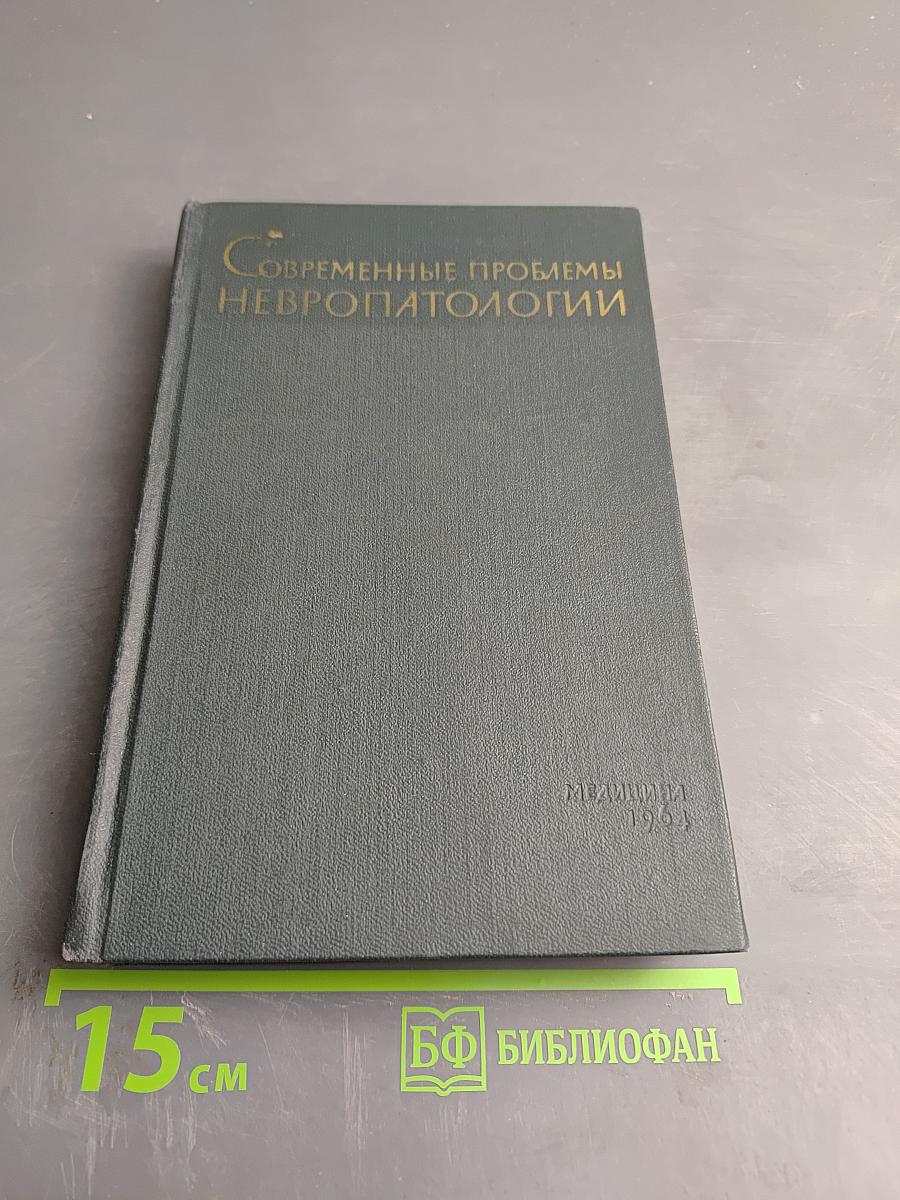 Современные проблемы
невропатологии
МЕДИЦИНА
1964
15 см
БФ БИБЛИОФАН